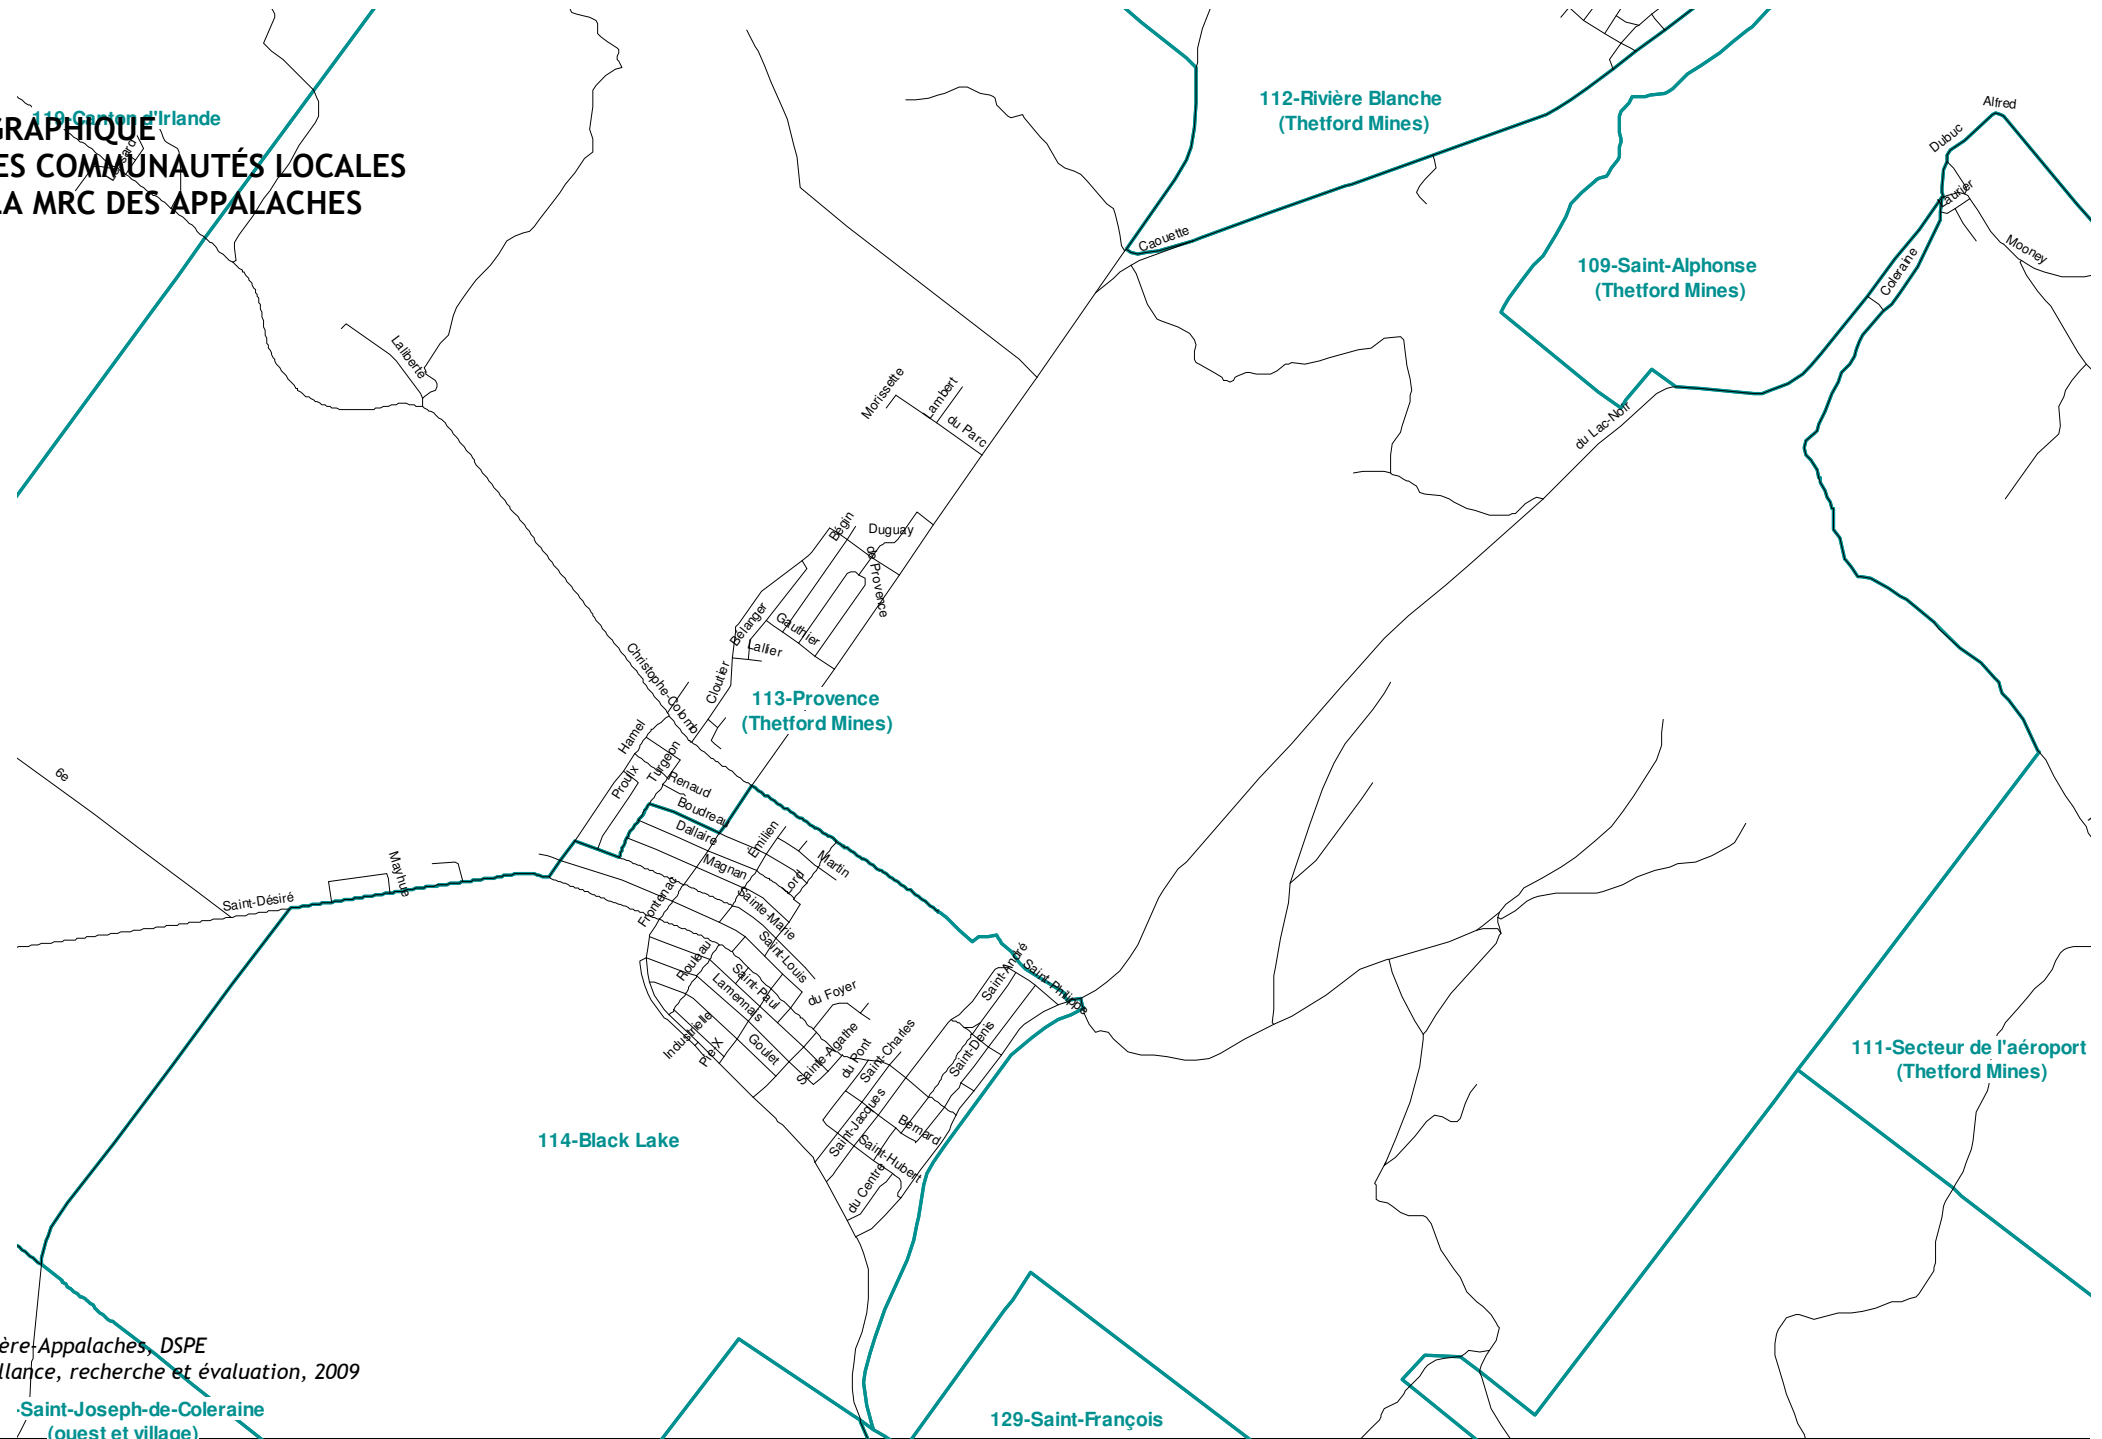 110-Canton d'Irlande
GRAPHIQUE
ES COMMUNAUTÉS LOCALES
LA MRC DES APPALACHES
112-Rivière Blanche
(Thetford Mines)
Alfred
Dubuc
Laurier
Mooney
Coleraine
Caouette
109-Saint-Alphonse
(Thetford Mines)
du Lac-Noir
Laliberté
Morissette
Lambert
du Parc
Bégin
Duguay
de Provence
Bélanger
Gauthier
Lallier
Cloutier
Christophe-Colomb
113-Provence
(Thetford Mines)
Hamel
Turgeon
Proulx
Renaud
Boudreau
Dallaire
Émilien
Martin
Magnan
Lord
Frontenac
Sainte-Marie
Saint-Louis
6e
Mayhue
Saint-Désiré
Rouleau
Saint-Paul
Lamennais
du Foyer
Industrielle
Pie X
Goulet
Sainte-Agathe
du Pont
Saint-Charles
Saint-André
Saint-Philippe
Saint-Denis
Saint-Jacques
Bernard
Saint-Hubert
du Centre
111-Secteur de l'aéroport
(Thetford Mines)
114-Black Lake
ère-Appalaches, DSPE
llance, recherche et évaluation, 2009
-Saint-Joseph-de-Coleraine
(ouest et village)
129-Saint-François